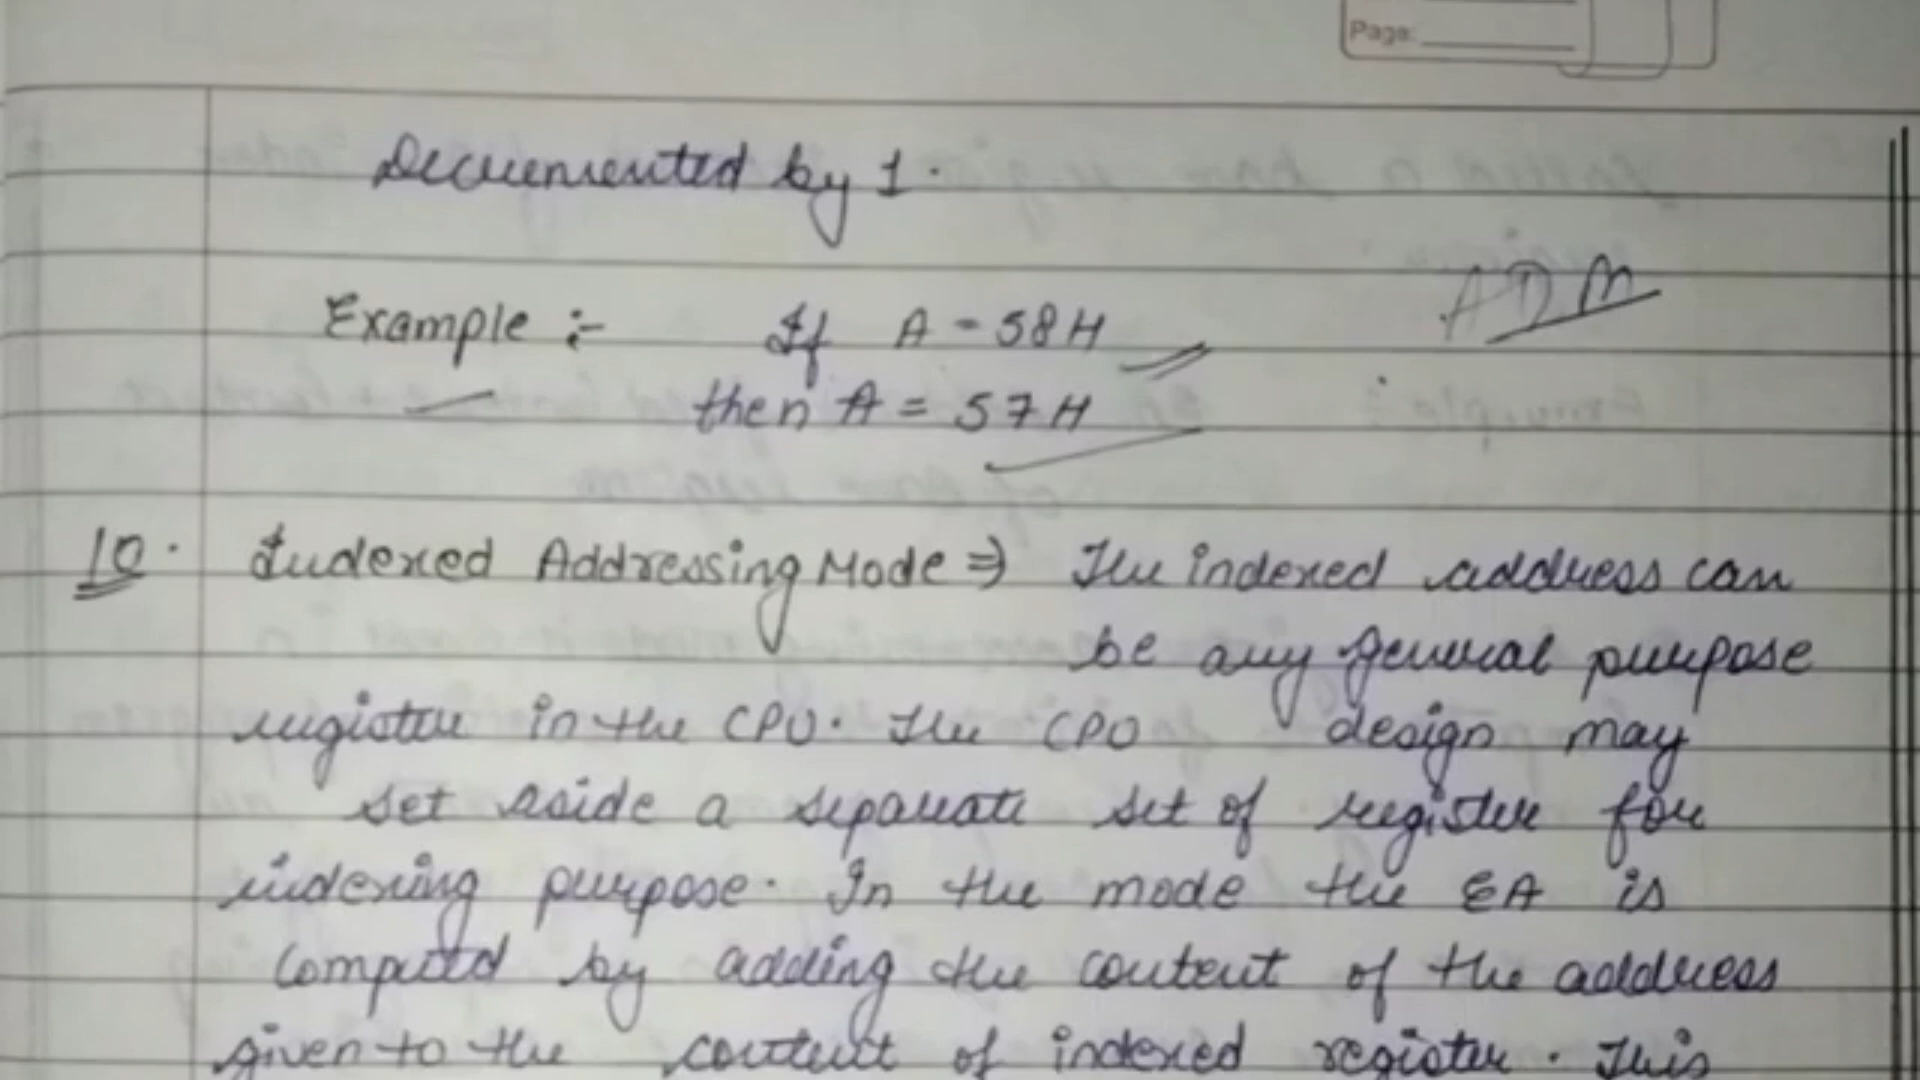 Page:
Decremented by 1.
ADM
Example :- If A - 58H
then A = 57H
10. Indexed Addressing Mode ⇒ The indexed address can
be any general purpose
register in the CPU. The CPU design may
set aside a separate set of register for
indexing purpose. In the mode the EA is
computed by adding the content of the address
given to the content of indexed register. This